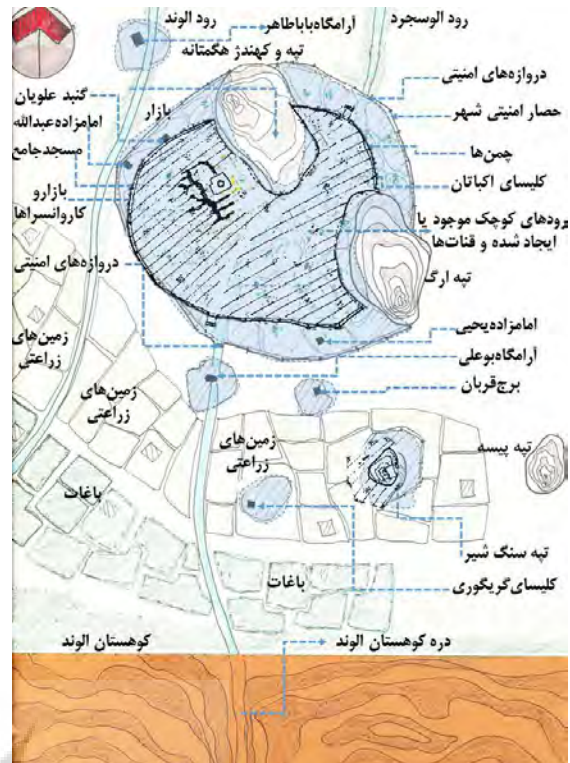 رود الوسجرد
رود الوند
آرامگاه باباطاهر
تپه و کهندژ هگمتانه
دروازه‌های امنیتی
حصار امنیتی شهر
چمن‌ها
کلیسای اکباتان
رودهای کوچک موجود یا
ایجاد شده و قنات‌ها
تپه ارگ
بازار
گنبد علویان
امامزاده عبدالله
مسجد جامع
بازار و
کاروانسراها
دروازه‌های امنیتی
امامزاده یحیی
آرامگاه بوعلی
برج قربان
زمین‌های
زراعتی
زمین‌های
زراعتی
زمین‌های
زراعتی
تپه پیسه
باغات
تپه سنگ شیر
کلیسای گریگوری
باغات
دره کوهستان الوند
کوهستان الوند